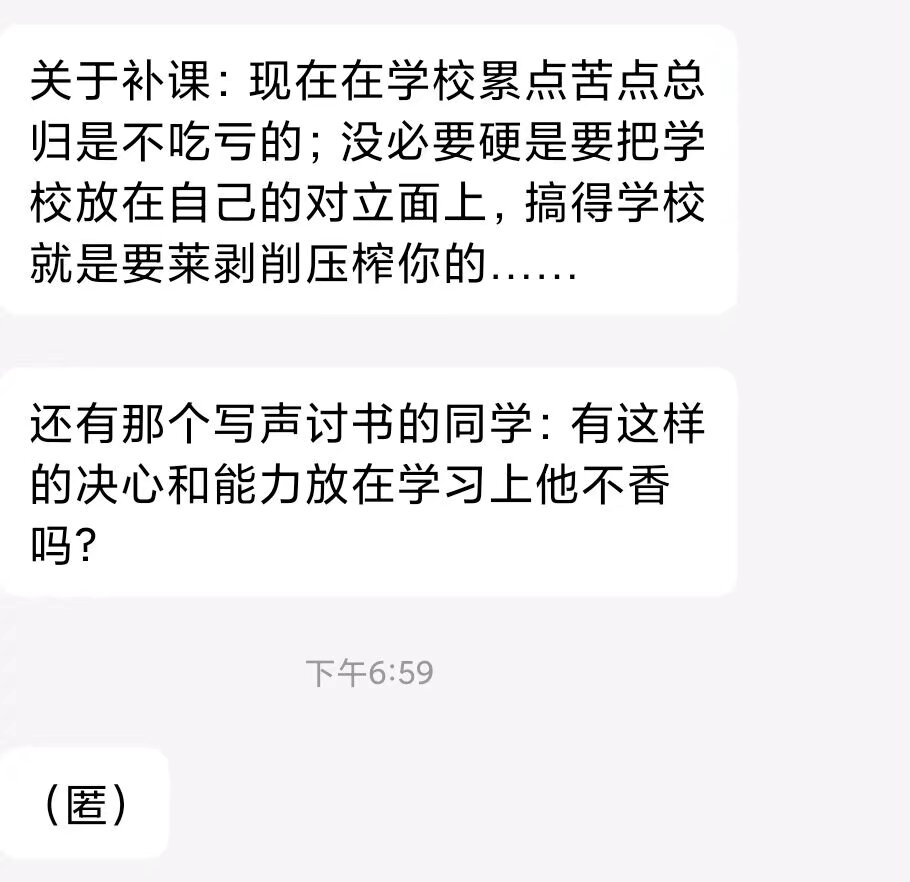 关于补课：现在在学校累点苦点总
归是不吃亏的；没必要硬是要把学
校放在自己的对立面上，搞得学校
就是要莱剥削压榨你的……
还有那个写声讨书的同学：有这样
的决心和能力放在学习上他不香
吗？
下午6:59
（匿）